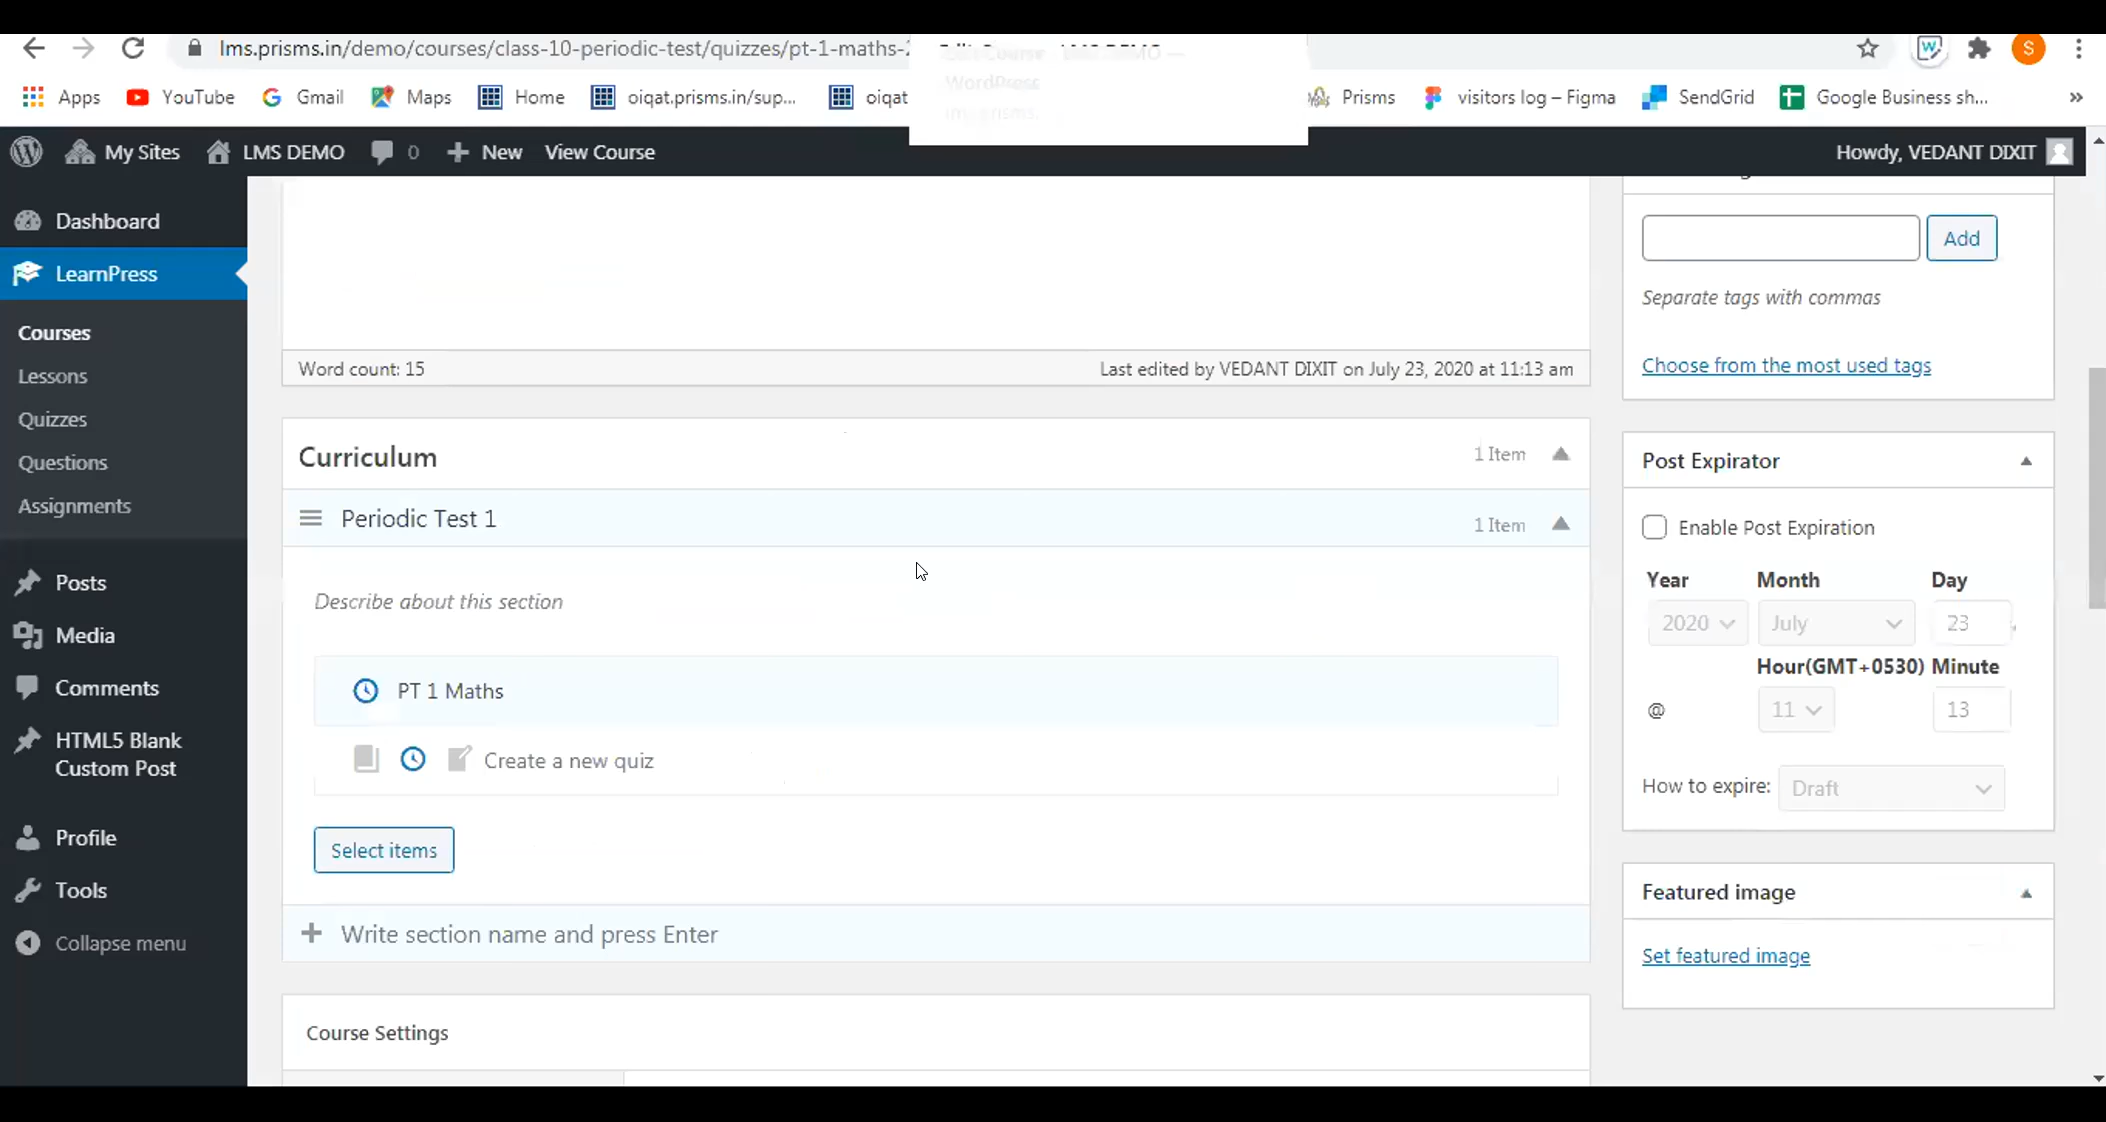 lms.prisms.in/demo/courses/class-10-periodic-test/quizzes/pt-1-maths-
WordPress
Apps YouTube Gmail Maps Home oiqat.prisms.in/sup... oiqat Prisms visitors log – Figma SendGrid Google Business sh... »
My Sites LMS DEMO 0 + New View Course Howdy, VEDANT DIXIT
Dashboard
LearnPress
Courses
Lessons
Quizzes
Questions
Assignments
Posts
Media
Comments
HTML5 Blank
Custom Post
Profile
Tools
Collapse menu
Word count: 15 Last edited by VEDANT DIXIT on July 23, 2020 at 11:13 am
Curriculum 1 Item
Periodic Test 1 1 Item
Describe about this section
PT 1 Maths
Create a new quiz
Select items
+ Write section name and press Enter
Course Settings
Add
Separate tags with commas
Choose from the most used tags
Post Expirator
Enable Post Expiration
Year Month Day
2020 July 23
Hour(GMT+0530) Minute
@ 11 13
How to expire: Draft
Featured image
Set featured image
S